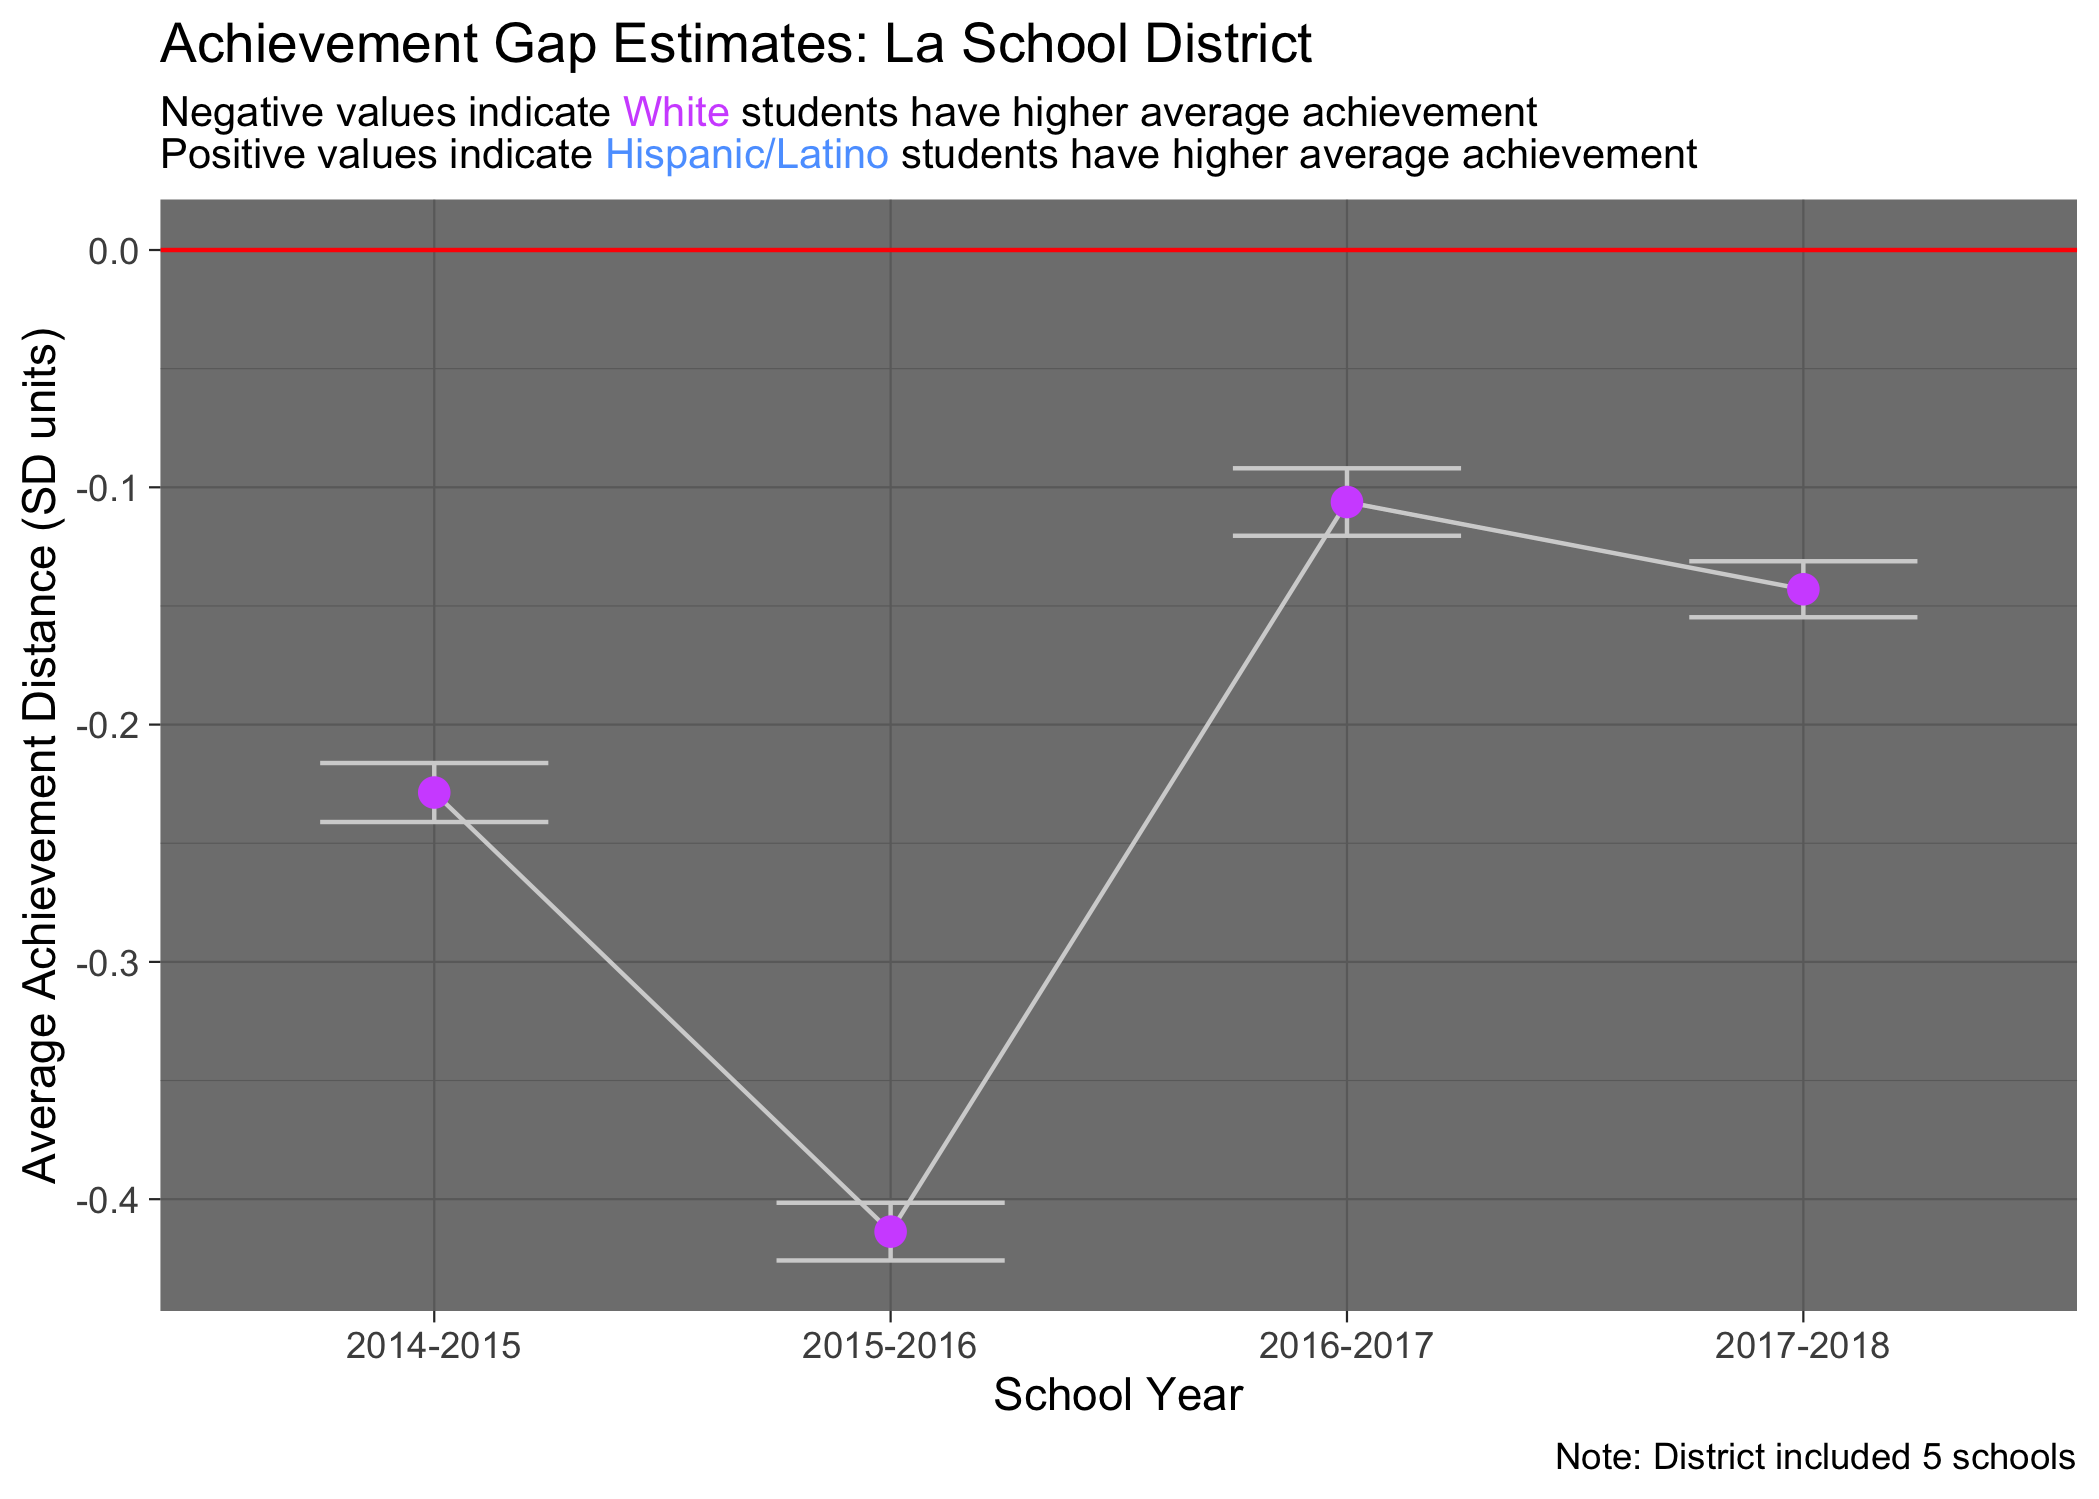 Achievement Gap Estimates: La School District
Negative values indicate White students have higher average achievement
Positive values indicate Hispanic/Latino students have higher average achievement
Average Achievement Distance (SD units)
0.0
-0.1
-0.2
-0.3
-0.4
2014-2015
2015-2016
2016-2017
2017-2018
School Year
Note: District included 5 schools